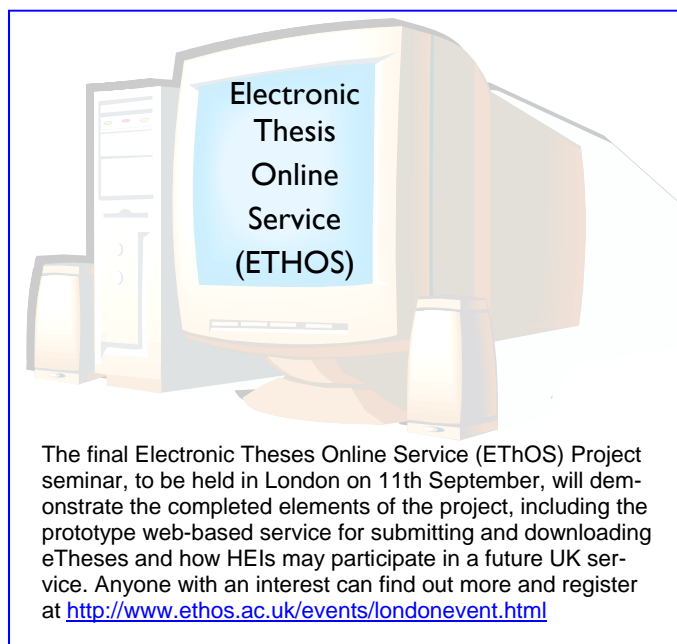 Electronic
Thesis
Online
Service
(ETHOS)
The final Electronic Theses Online Service (EThOS) Project
seminar, to be held in London on 11th September, will dem-
onstrate the completed elements of the project, including the
prototype web-based service for submitting and downloading
eTheses and how HEIs may participate in a future UK ser-
vice. Anyone with an interest can find out more and register
at http://www.ethos.ac.uk/events/londonevent.html